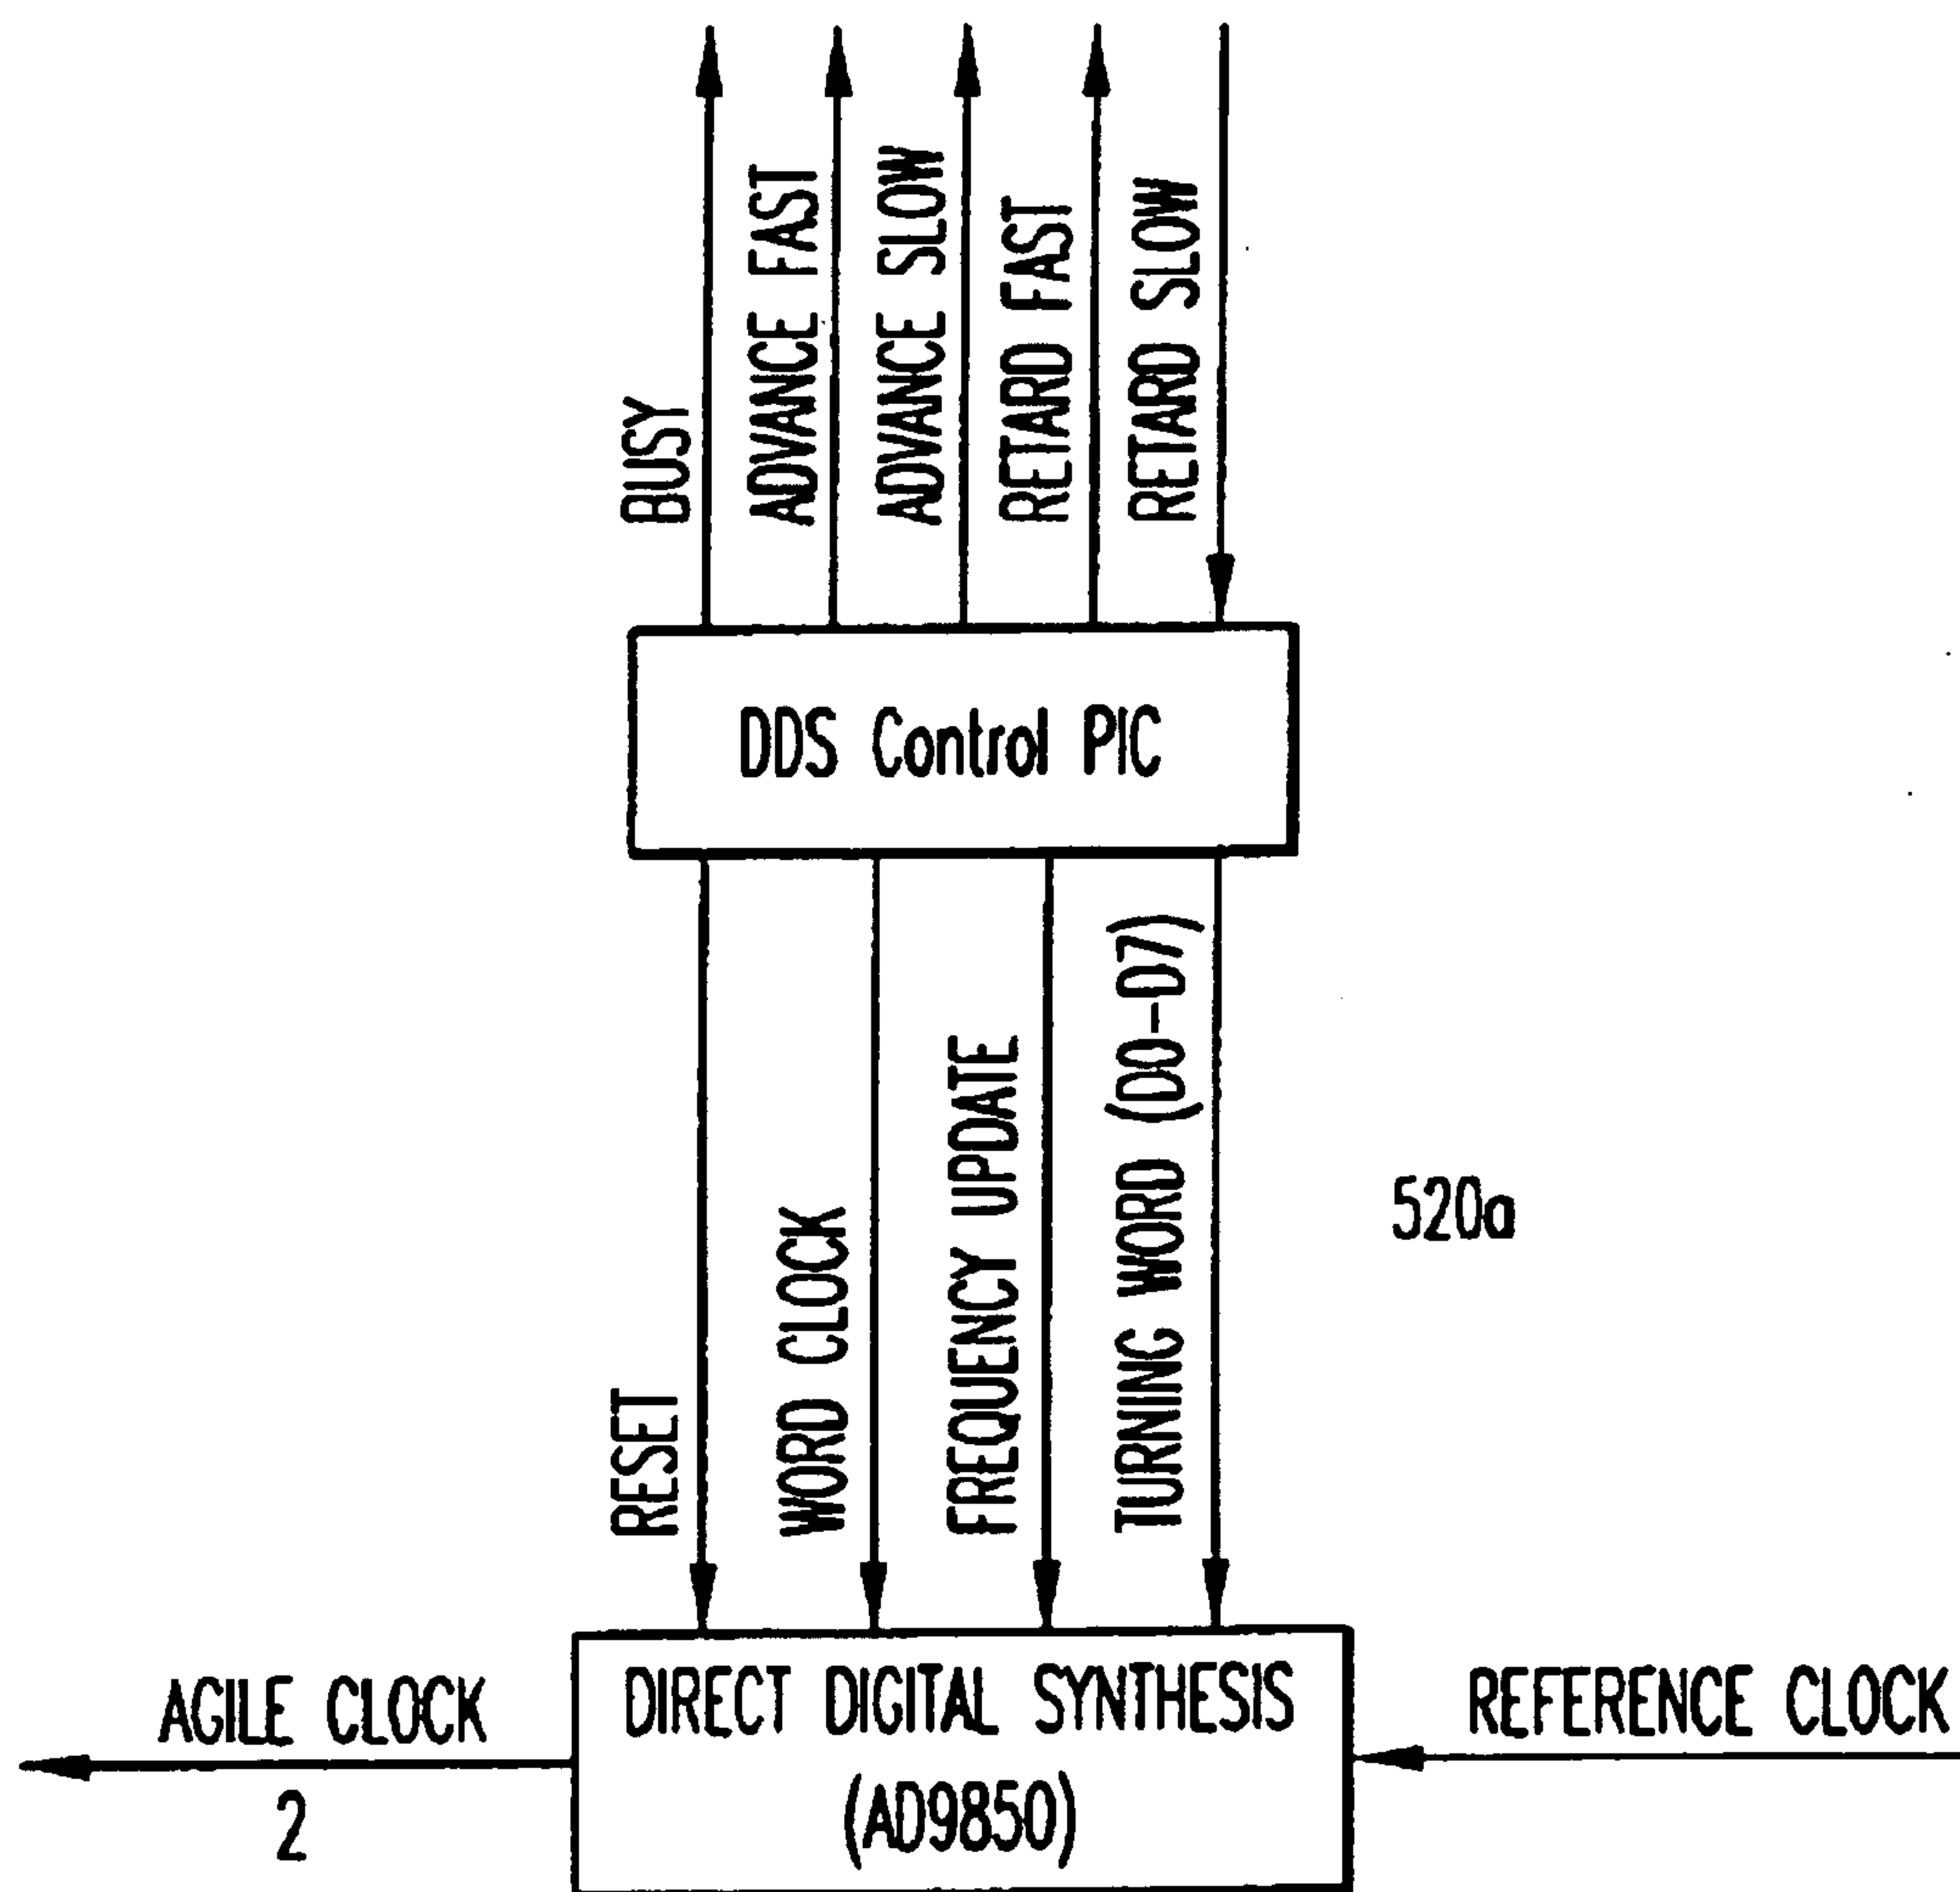 BUSY
ADVANCE FAST
ADVANCE SLOW
RETARD FAST
RETARD SLOW
DDS Control PIC
RESET
WORD CLOCK
FREQUENCY UPDATE
TURNING WORD (D0-D7)
520a
AGILE CLOCK
2
DIRECT DIGITAL SYNTHESIS
(AD9850)
REFERENCE CLOCK